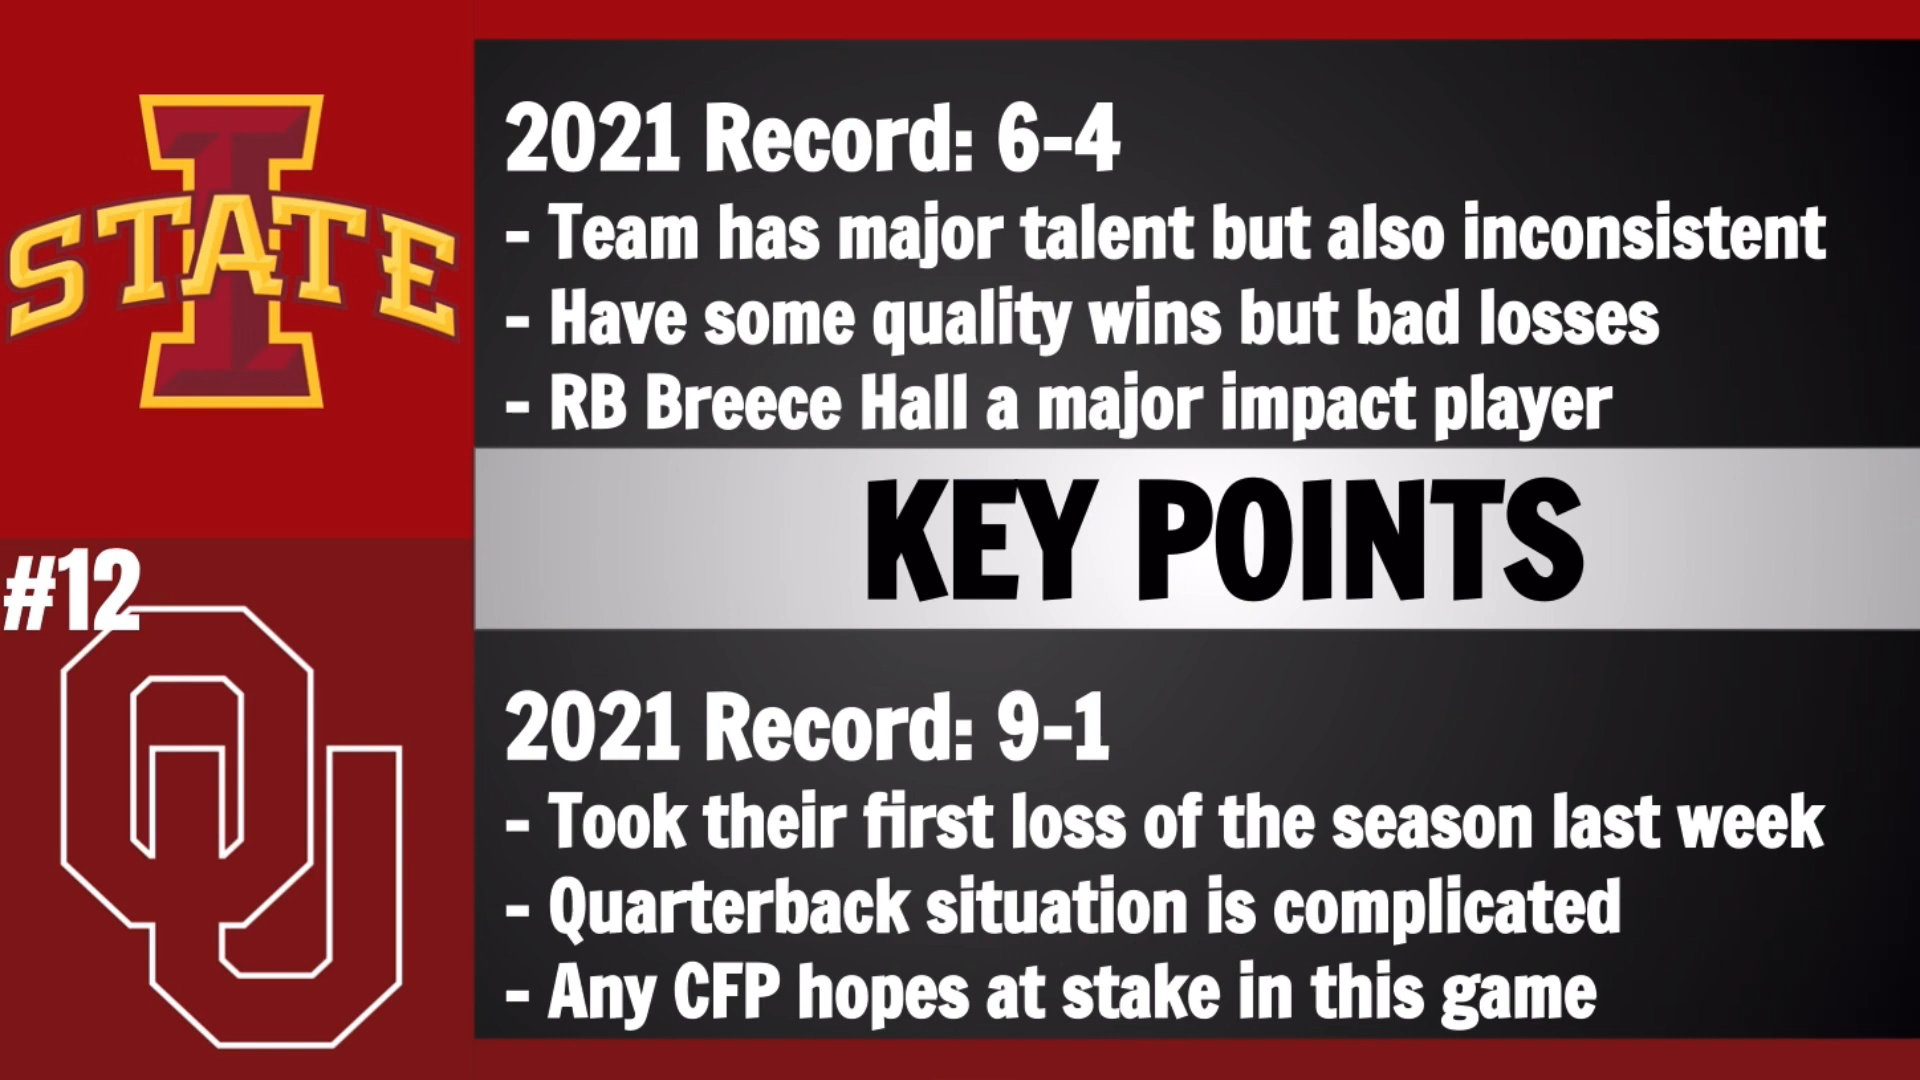 STATE
I
2021 Record: 6-4
- Team has major talent but also inconsistent
- Have some quality wins but bad losses
- RB Breece Hall a major impact player
KEY POINTS
#12
OU
2021 Record: 9-1
- Took their first loss of the season last week
- Quarterback situation is complicated
- Any CFP hopes at stake in this game